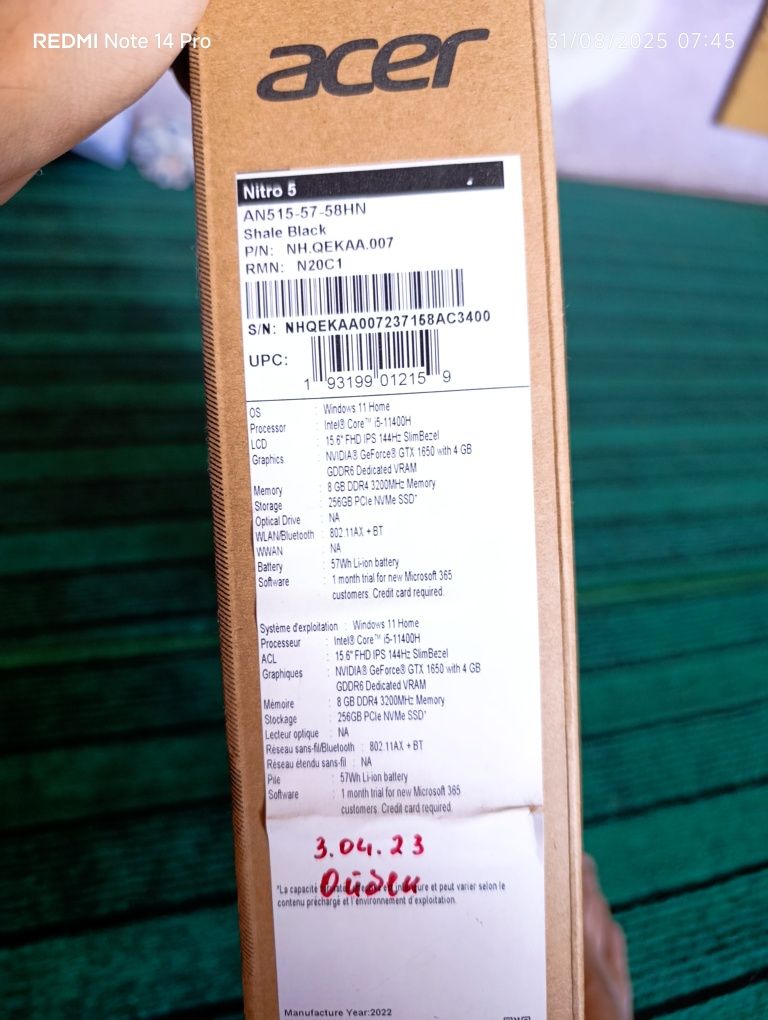 REDMI Note 14 Pro
31/08/2025 07:45
acer
Nitro 5
AN515-57-58HN
Shale Black
P/N: NH.QEKAA.007
RMN: N20C1
S/N: NHQEKAA007237158AC3400
UPC:
1 93199 01215 9
OS : Windows 11 Home
Processor : Intel® Core™ i5-11400H
LCD : 15.6" FHD IPS 144Hz SlimBezel
Graphics : NVIDIA® GeForce® GTX 1650 with 4 GB
GDDR6 Dedicated VRAM
Memory : 8 GB DDR4 3200MHz Memory
Storage : 256GB PCIe NVMe SSD*
Optical Drive : NA
WLAN/Bluetooth : 802.11AX + BT
WWAN : NA
Battery : 57Wh Li-ion battery
Software : 1 month trial for new Microsoft 365
customers. Credit card required.
Système d'exploitation : Windows 11 Home
Processeur : Intel® Core™ i5-11400H
ACL : 15.6" FHD IPS 144Hz SlimBezel
Graphiques : NVIDIA® GeForce® GTX 1650 with 4 GB
GDDR6 Dedicated VRAM
Mémoire : 8 GB DDR4 3200MHz Memory
Stockage : 256GB PCIe NVMe SSD*
Lecteur optique : NA
Réseau sans-fil/Bluetooth : 802.11AX + BT
Réseau étendu sans-fil : NA
Pile : 57Wh Li-ion battery
Software : 1 month trial for new Microsoft 365
customers. Credit card required.
3.04.23
*La capacité et peut varier selon le
contenu préchargé et l'environnement d'exploitation.
Manufacture Year:2022